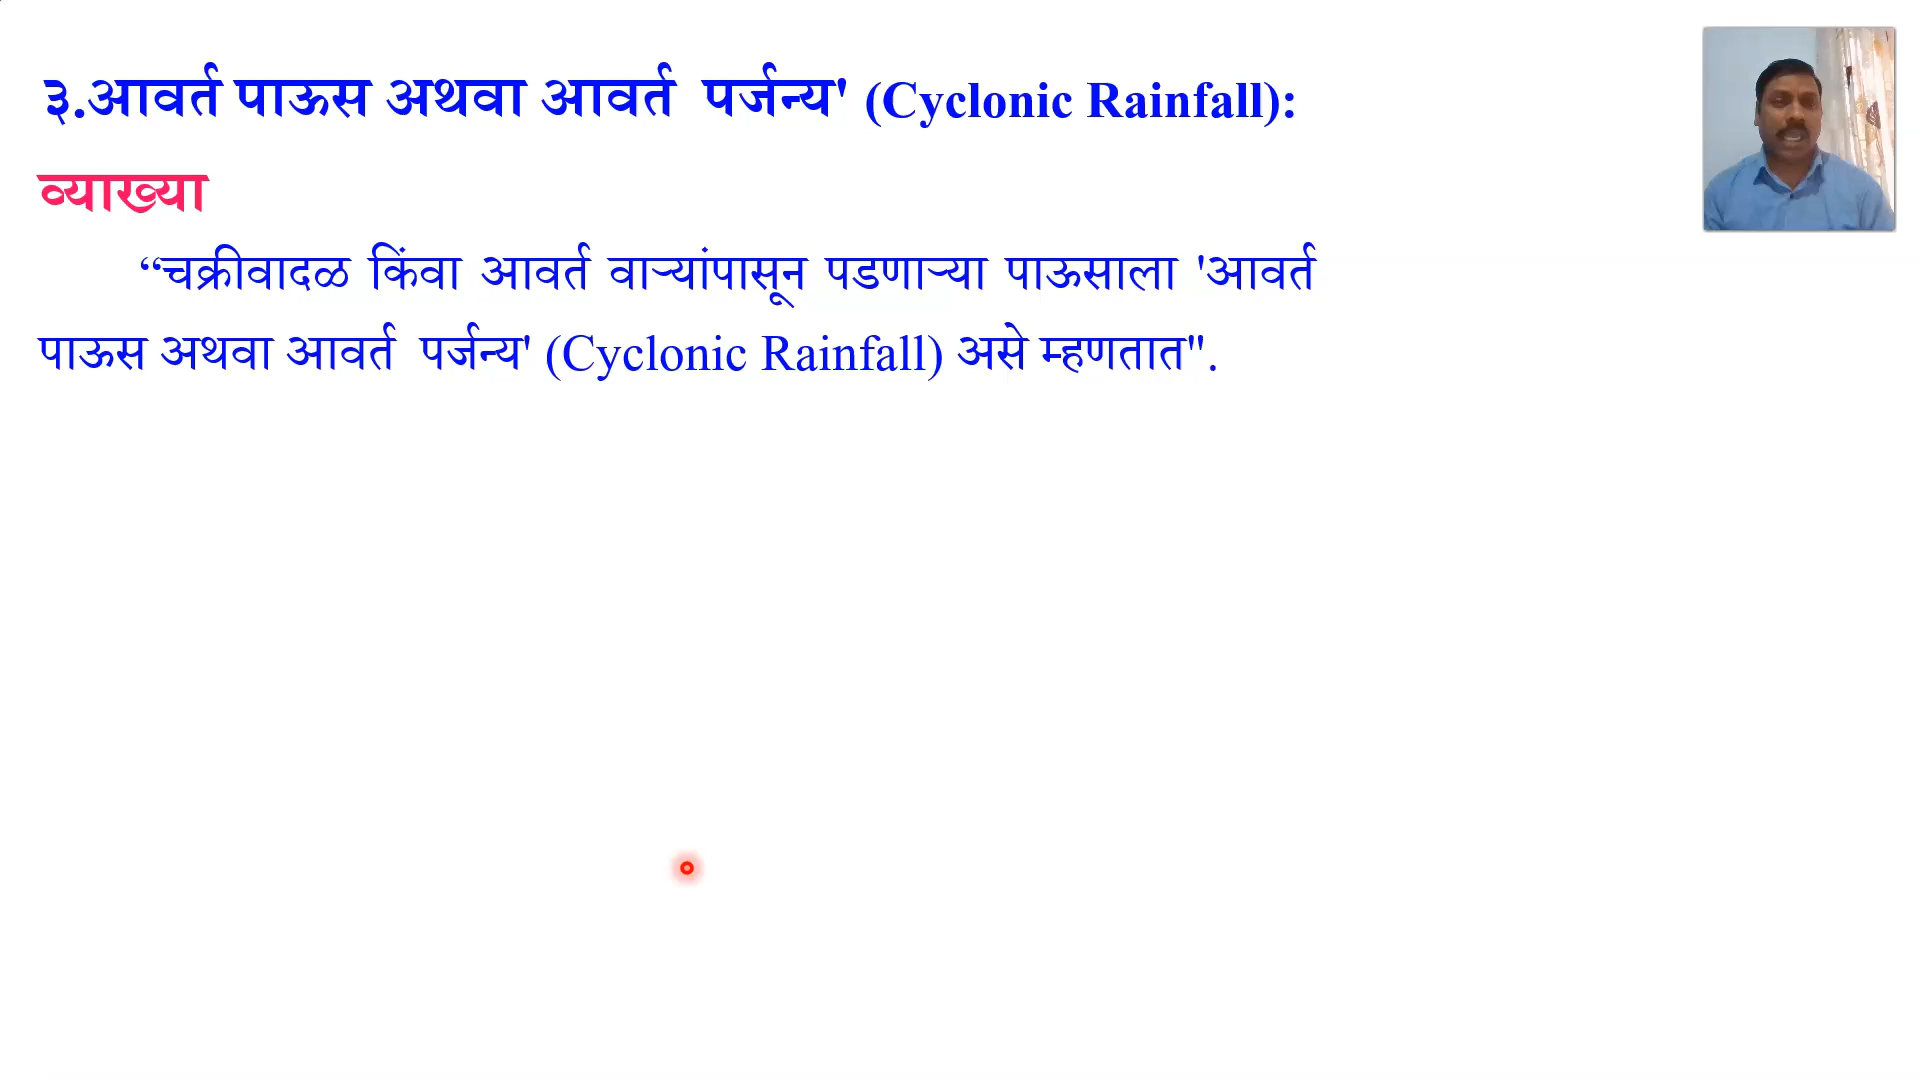 ३.आवर्त पाऊस अथवा आवर्त पर्जन्य' (Cyclonic Rainfall):
व्याख्या
“चक्रीवादळ किंवा आवर्त वाऱ्यांपासून पडणाऱ्या पाऊसाला 'आवर्त
पाऊस अथवा आवर्त पर्जन्य' (Cyclonic Rainfall) असे म्हणतात".